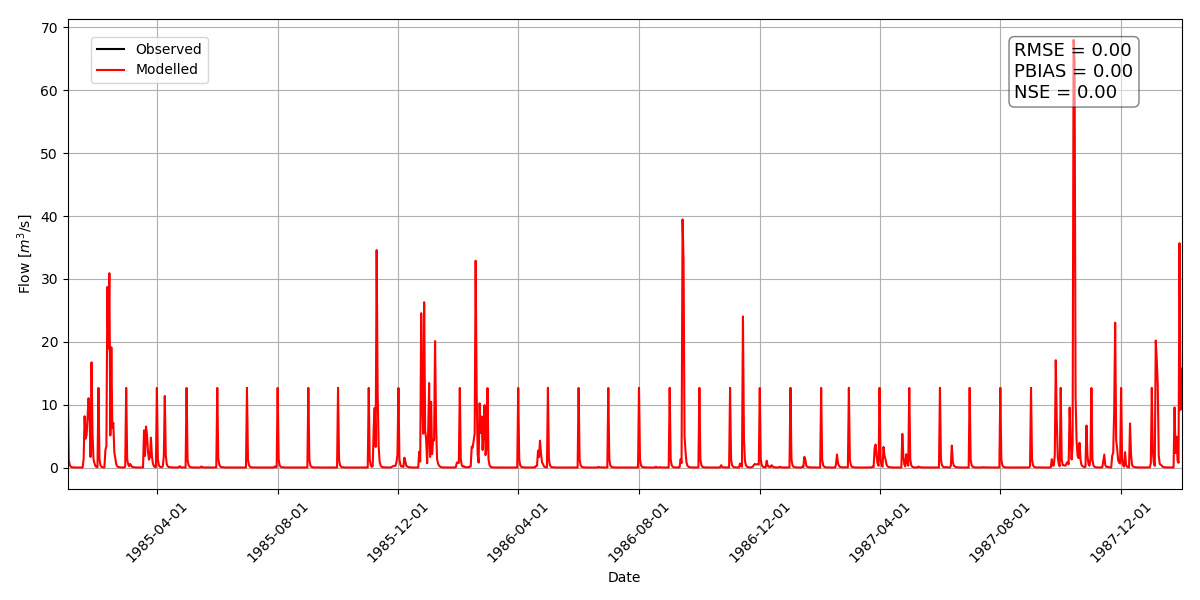 70
60
50
40
30
20
10
0
Flow [m³/s]
Observed
Modelled
RMSE = 0.00
PBIAS = 0.00
NSE = 0.00
1985-04-01
1985-08-01
1985-12-01
1986-04-01
1986-08-01
1986-12-01
1987-04-01
1987-08-01
1987-12-01
Date